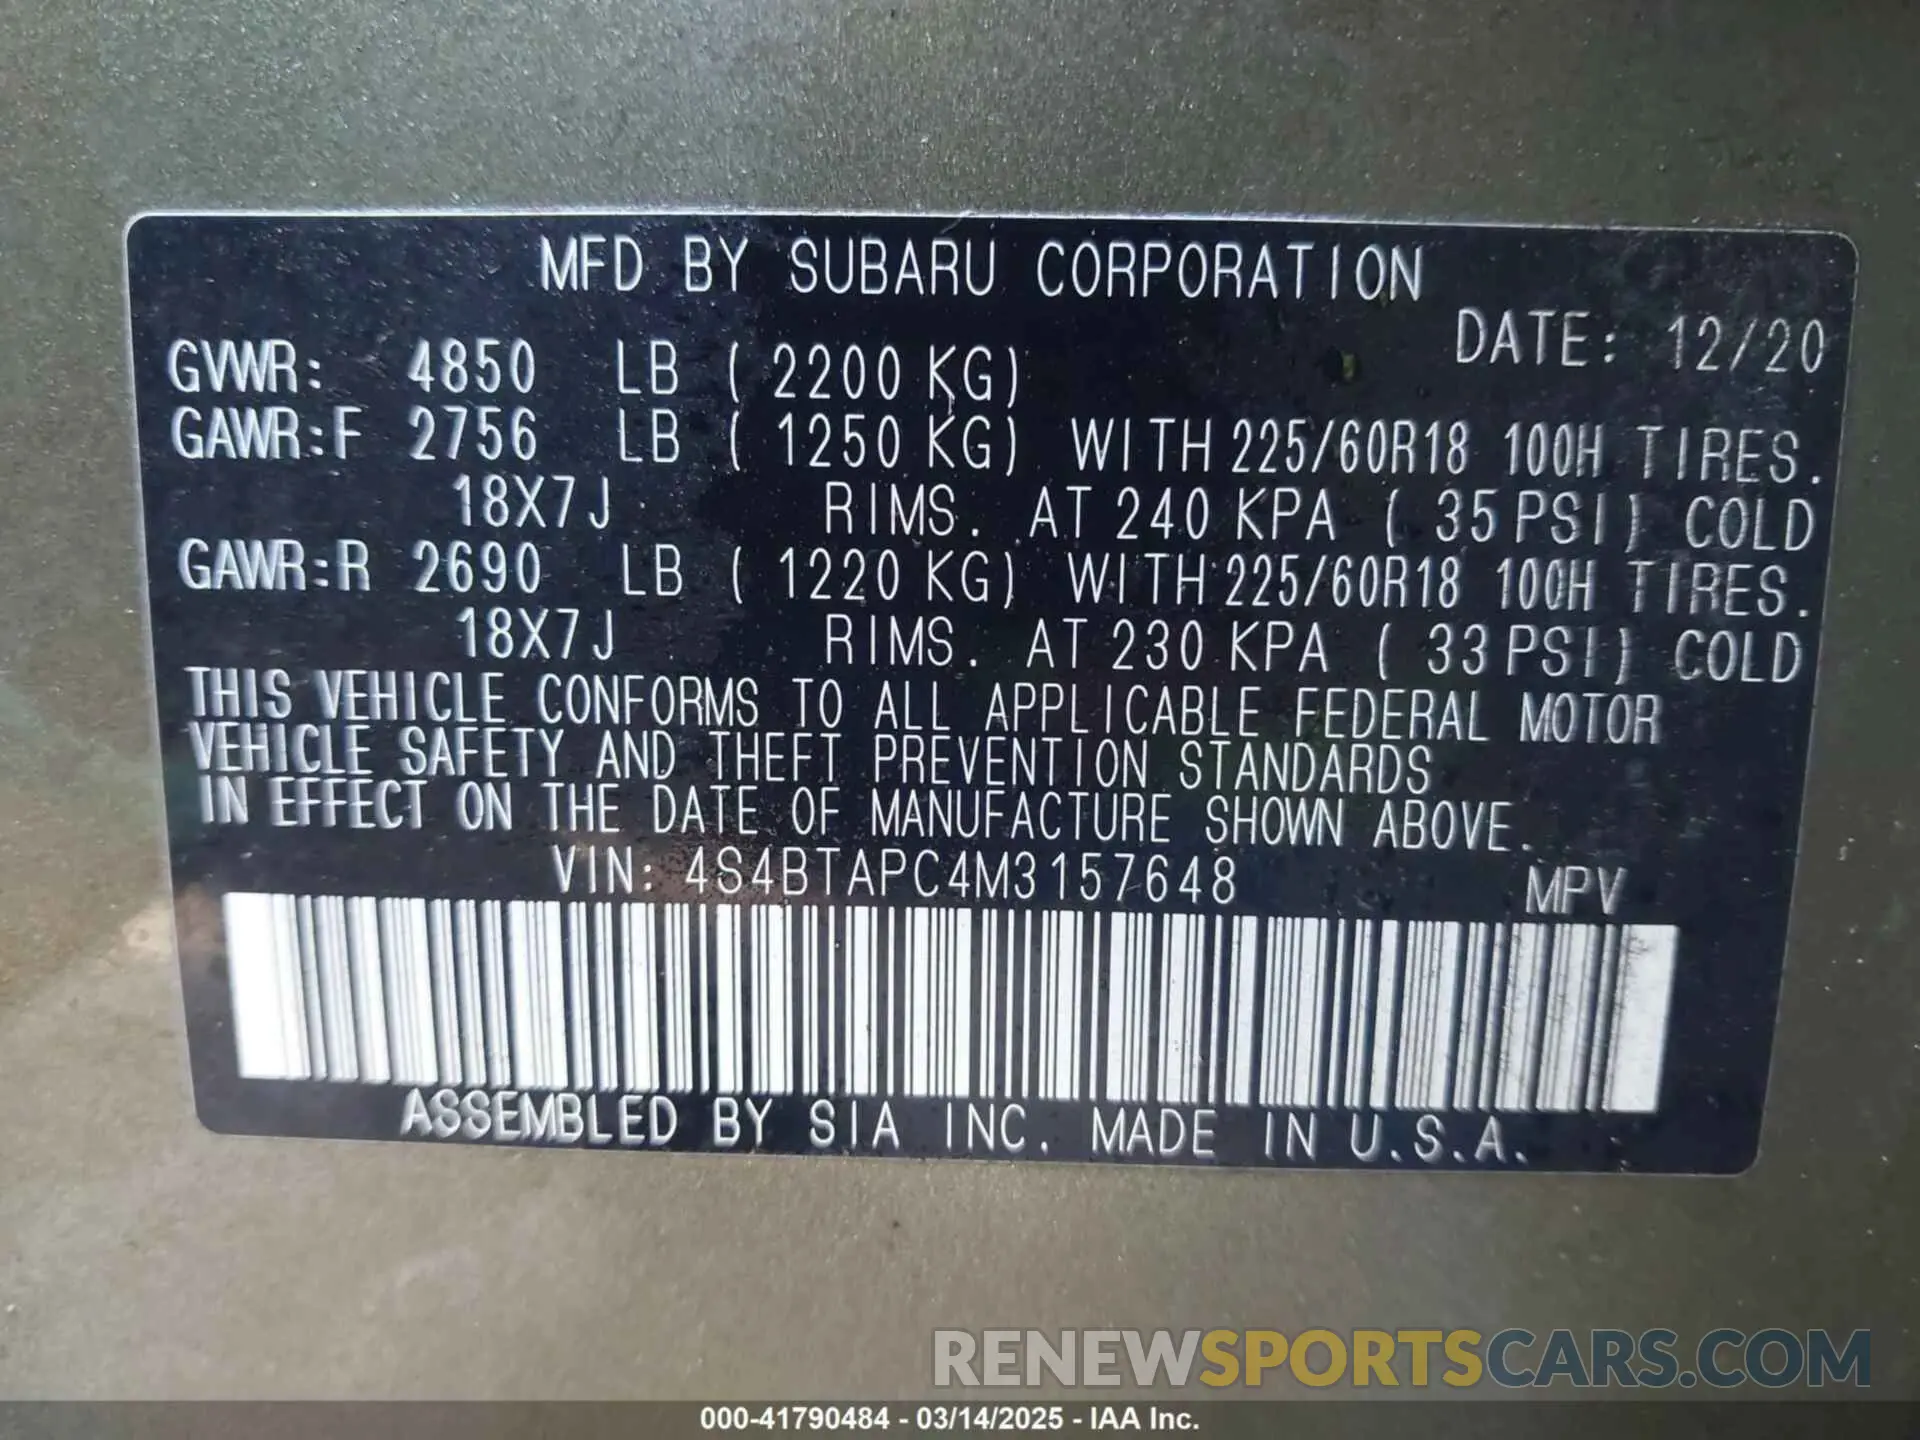 MFD BY SUBARU CORPORATION
DATE: 12/20
GVWR: 4850 LB ( 2200 KG)
GAWR:F 2756 LB ( 1250 KG) WITH 225/60R18 100H TIRES.
18X7J RIMS. AT 240 KPA ( 35 PSI) COLD
GAWR:R 2690 LB ( 1220 KG) WITH 225/60R18 100H TIRES.
18X7J RIMS. AT 230 KPA ( 33 PSI) COLD
THIS VEHICLE CONFORMS TO ALL APPLICABLE FEDERAL MOTOR
VEHICLE SAFETY AND THEFT PREVENTION STANDARDS
IN EFFECT ON THE DATE OF MANUFACTURE SHOWN ABOVE.
VIN: 4S4BTAPC4M3157648 MPV
ASSEMBLED BY SIA INC. MADE IN U.S.A.
RENEWSPORTSCARS.COM
000-41790484 - 03/14/2025 - IAA Inc.